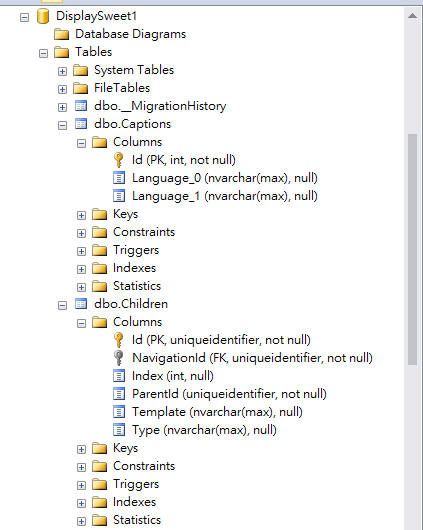 DisplaySweet1
Database Diagrams
Tables
System Tables
FileTables
dbo.__MigrationHistory
dbo.Captions
Columns
Id (PK, int, not null)
Language_0 (nvarchar(max), null)
Language_1 (nvarchar(max), null)
Keys
Constraints
Triggers
Indexes
Statistics
dbo.Children
Columns
Id (PK, uniqueidentifier, not null)
NavigationId (FK, uniqueidentifier, not null)
Index (int, null)
ParentId (uniqueidentifier, not null)
Template (nvarchar(max), null)
Type (nvarchar(max), null)
Keys
Constraints
Triggers
Indexes
Statistics